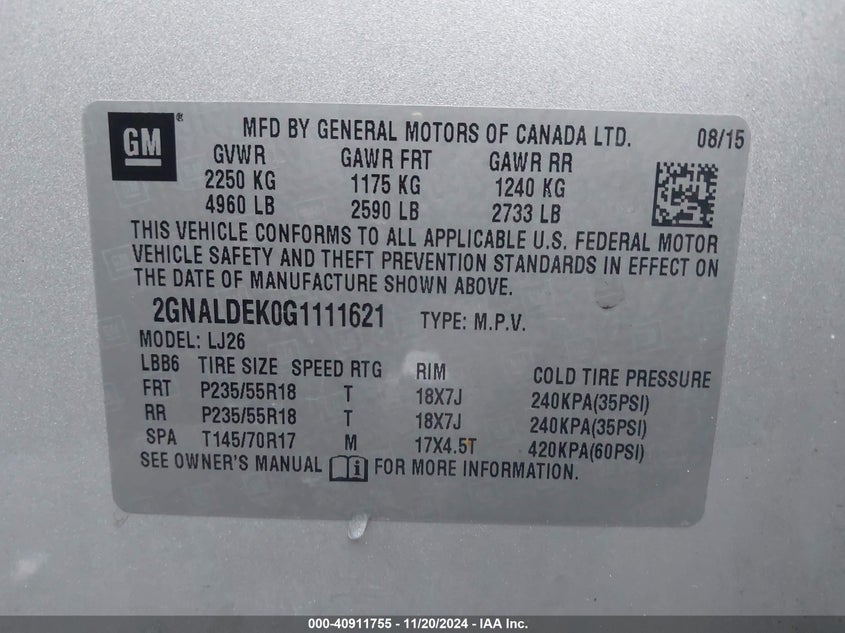 GM®
MFD BY GENERAL MOTORS OF CANADA LTD. 08/15
GVWR GAWR FRT GAWR RR
2250 KG 1175 KG 1240 KG
4960 LB 2590 LB 2733 LB
THIS VEHICLE CONFORMS TO ALL APPLICABLE U.S. FEDERAL MOTOR
VEHICLE SAFETY AND THEFT PREVENTION STANDARDS IN EFFECT ON
THE DATE OF MANUFACTURE SHOWN ABOVE.
2GNALDEK0G1111621 TYPE: M.P.V.
MODEL: LJ26
LBB6 TIRE SIZE SPEED RTG RIM COLD TIRE PRESSURE
FRT P235/55R18 T 18X7J 240KPA(35PSI)
RR P235/55R18 T 18X7J 240KPA(35PSI)
SPA T145/70R17 M 17X4.5T 420KPA(60PSI)
SEE OWNER'S MANUAL FOR MORE INFORMATION.
000-40911755 - 11/20/2024 - IAA Inc.